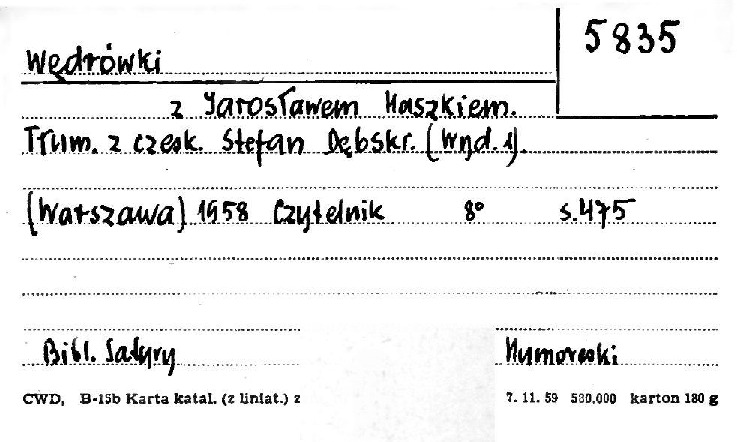 5835
Wędrówki
z Jarosławem Haszkiem.
Tłum. z czesk. Stefan Dębski. (Wyd. 1).
(Warszawa) 1958 Czytelnik 8° s. 475
Bibl. Satyry Humoreski
CWD, B-15b Karta katal. (z liniat.) z 7. 11. 59 530.000 karton 180 g